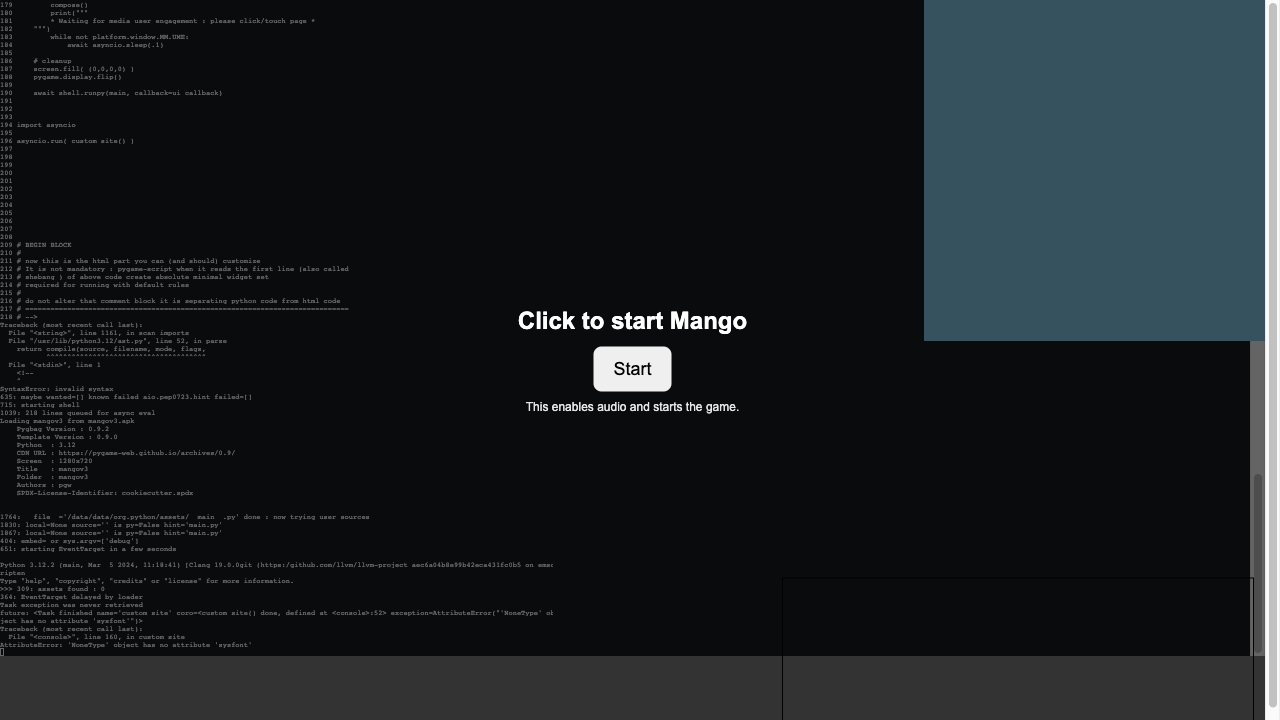 179         compose()
180         print("""
181         * Waiting for media user engagement : please click/touch page *
182     """)
183         while not platform.window.MM.UME:
184             await asyncio.sleep(.1)
185
186     # cleanup
187     screen.fill( (0,0,0,0) )
188     pygame.display.flip()
189
190     await shell.runpy(main, callback=ui callback)
191
192
193
194 import asyncio
195
196 asyncio.run( custom site() )
197
198
199
200
201
202
203
204
205
206
207
208
209 # BEGIN BLOCK
210 #
211 # now this is the html part you can (and should) customize
212 # It is not mandatory : pygame-script when it reads the first line (also called
213 # shebang ) of above code create absolute minimal widget set
214 # required for running with default rules
215 #
216 # do not alter that comment block it is separating python code from html code
217 # =============================================================================
218 # -->
Traceback (most recent call last):
  File "<string>", line 1161, in scan imports
  File "/usr/lib/python3.12/ast.py", line 52, in parse
    return compile(source, filename, mode, flags,
           ^^^^^^^^^^^^^^^^^^^^^^^^^^^^^^^^^^^^^^
  File "<stdin>", line 1
    <!--
    ^
SyntaxError: invalid syntax
635: maybe wanted=[] known failed aio.pep0723.hint failed=[]
715: starting shell
1039: 218 lines queued for async eval
Loading mangov3 from mangov3.apk
    Pygbag Version : 0.9.2
    Template Version : 0.9.0
    Python  : 3.12
    CDN URL : https://pygame-web.github.io/archives/0.9/
    Screen  : 1280x720
    Title   : mangov3
    Folder  : mangov3
    Authors : pgw
    SPDX-License-Identifier: cookiecutter.spdx
1764:   file  ='/data/data/org.python/assets/  main  .py' done : now trying user sources
1830: local=None source='' is py=False hint='main.py'
1867: local=None source='' is py=False hint='main.py'
404: embed= or sys.argv=['debug']
651: starting EventTarget in a few seconds
Python 3.12.2 (main, Mar  5 2024, 11:18:41) [Clang 19.0.0git (https:/github.com/llvm/llvm-project aec6a04b8e99b42eca431fc0b5 on emsc
ripten
Type "help", "copyright", "credits" or "license" for more information.
>>> 309: assets found : 0
364: EventTarget delayed by loader
Task exception was never retrieved
future: <Task finished name='custom site' coro=<custom site() done, defined at <console>:52> exception=AttributeError("'NoneType' ob
ject has no attribute 'sysfont'")>
Traceback (most recent call last):
  File "<console>", line 160, in custom site
AttributeError: 'NoneType' object has no attribute 'sysfont'
Click to start Mango
Start
This enables audio and starts the game.